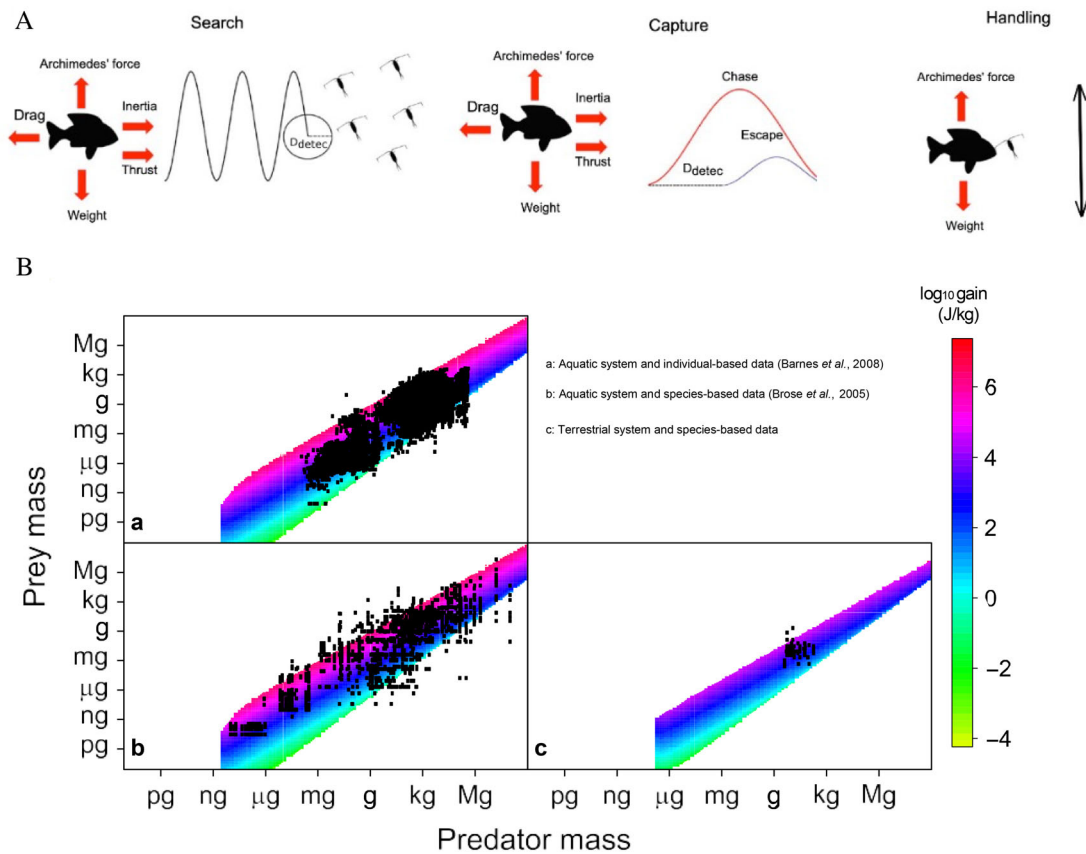 A
Search
Capture
Handling
Archimedes' force
Drag
Inertia
Thrust
Weight
Ddetec
Archimedes' force
Drag
Inertia
Thrust
Weight
Chase
Escape
Ddetec
Archimedes' force
Weight
B
log₁₀ gain
(J/kg)
6
4
2
0
−2
−4
Prey mass
Mg
kg
g
mg
μg
ng
pg
a
a: Aquatic system and individual-based data (Barnes et al., 2008)
b: Aquatic system and species-based data (Brose et al., 2005)
c: Terrestrial system and species-based data
Mg
kg
g
mg
μg
ng
pg
b
c
pg ng μg mg g kg Mg
pg ng μg mg g kg Mg
Predator mass